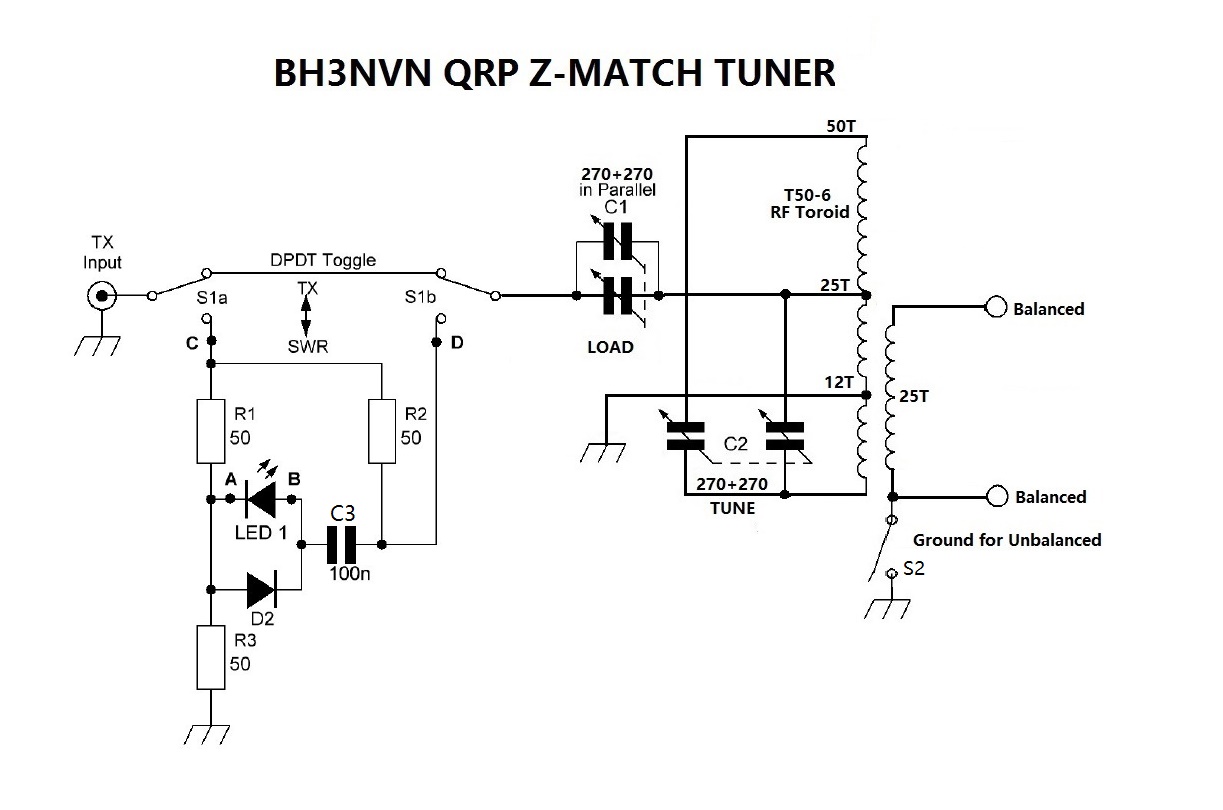 BH3NVN QRP Z-MATCH TUNER
50T
270+270
in Parallel
C1
T50-6
RF Toroid
TX
Input
DPDT Toggle
S1a
TX
S1b
25T
SWR
LOAD
C
D
Balanced
12T
25T
R1
50
R2
50
C2
A
B
270+270
TUNE
Balanced
LED 1
C3
100n
Ground for Unbalanced
S2
D2
R3
50